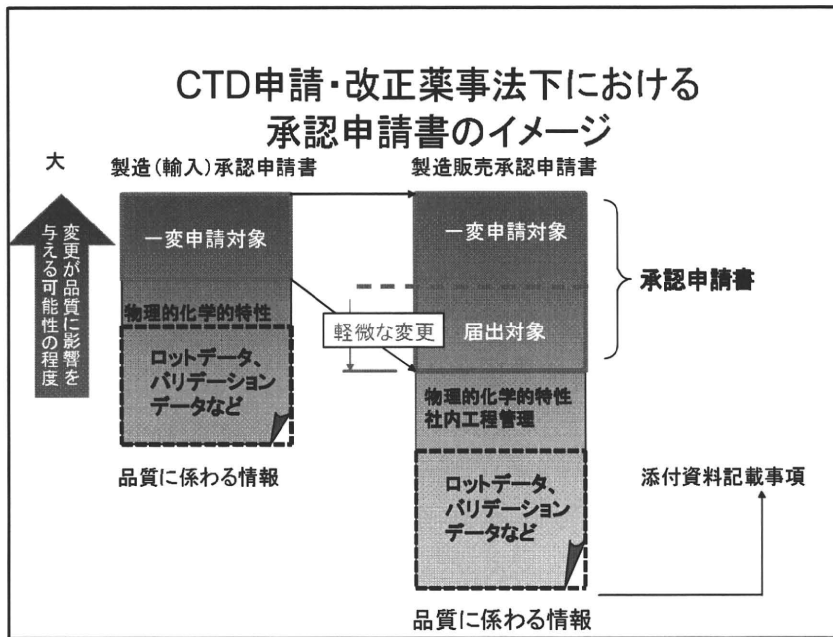 CTD申請・改正薬事法下における
承認申請書のイメージ
大
変更が品質に影響を
与える可能性の程度
製造(輸入)承認申請書
一変申請対象
物理的化学的特性
ロットデータ、
バリデーション
データなど
品質に係わる情報
軽微な変更
製造販売承認申請書
一変申請対象
届出対象
物理的化学的特性
社内工程管理
ロットデータ、
バリデーション
データなど
品質に係わる情報
承認申請書
添付資料記載事項